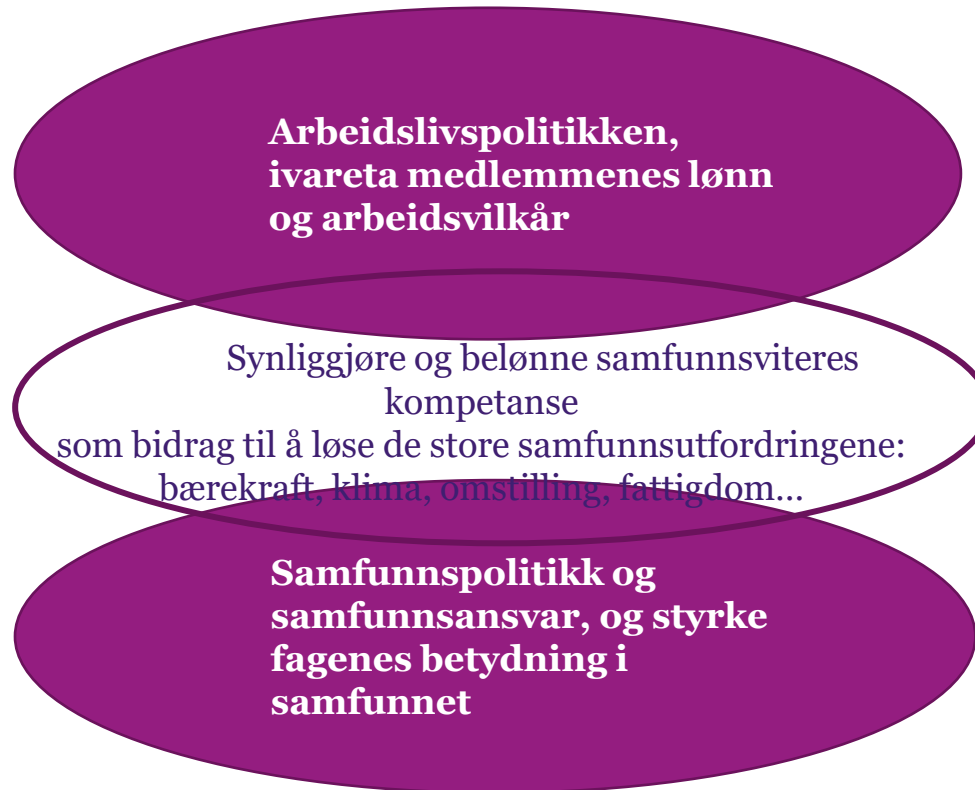 Arbeidslivspolitikken,
ivareta medlemmenes lønn
og arbeidsvilkår
Synliggjøre og belønne samfunnsviteres
kompetanse
som bidrag til å løse de store samfunnsutfordringene:
bærekraft, klima, omstilling, fattigdom...
Samfunnspolitikk og
samfunnsansvar, og styrke
fagenes betydning i
samfunnet